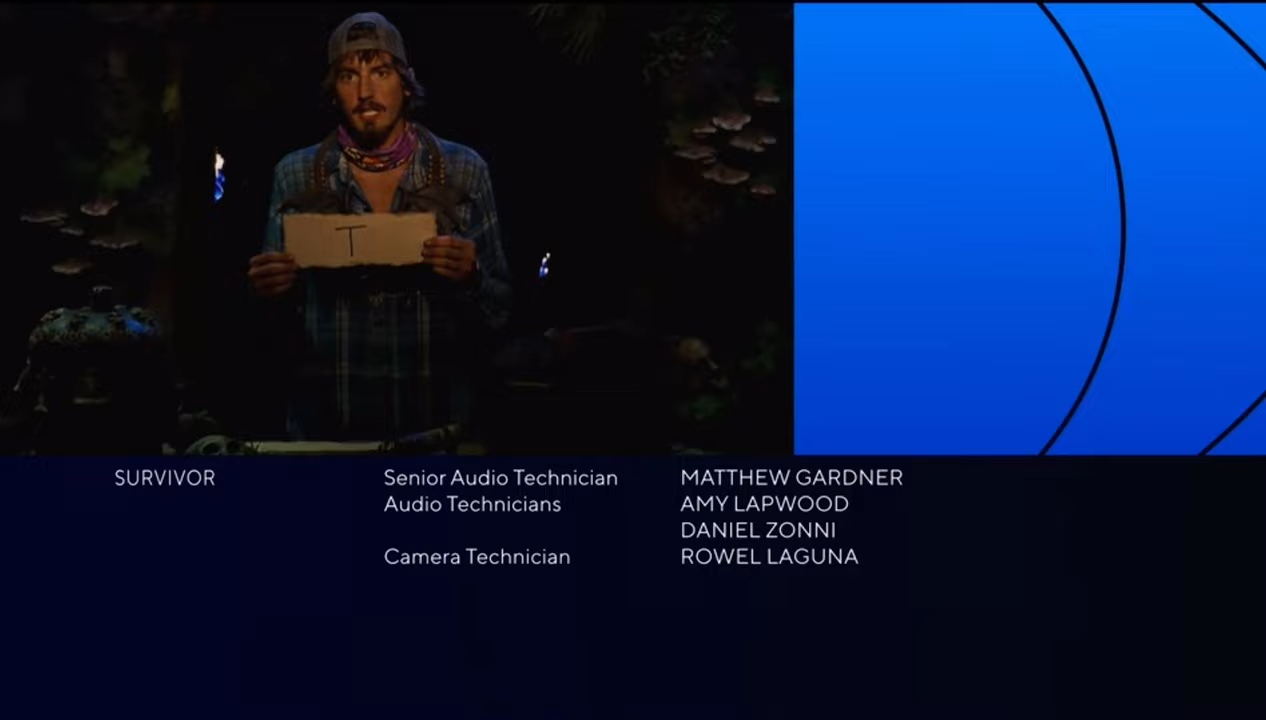 T
SURVIVOR
Senior Audio Technician MATTHEW GARDNER
Audio Technicians AMY LAPWOOD
DANIEL ZONNI
Camera Technician ROWEL LAGUNA